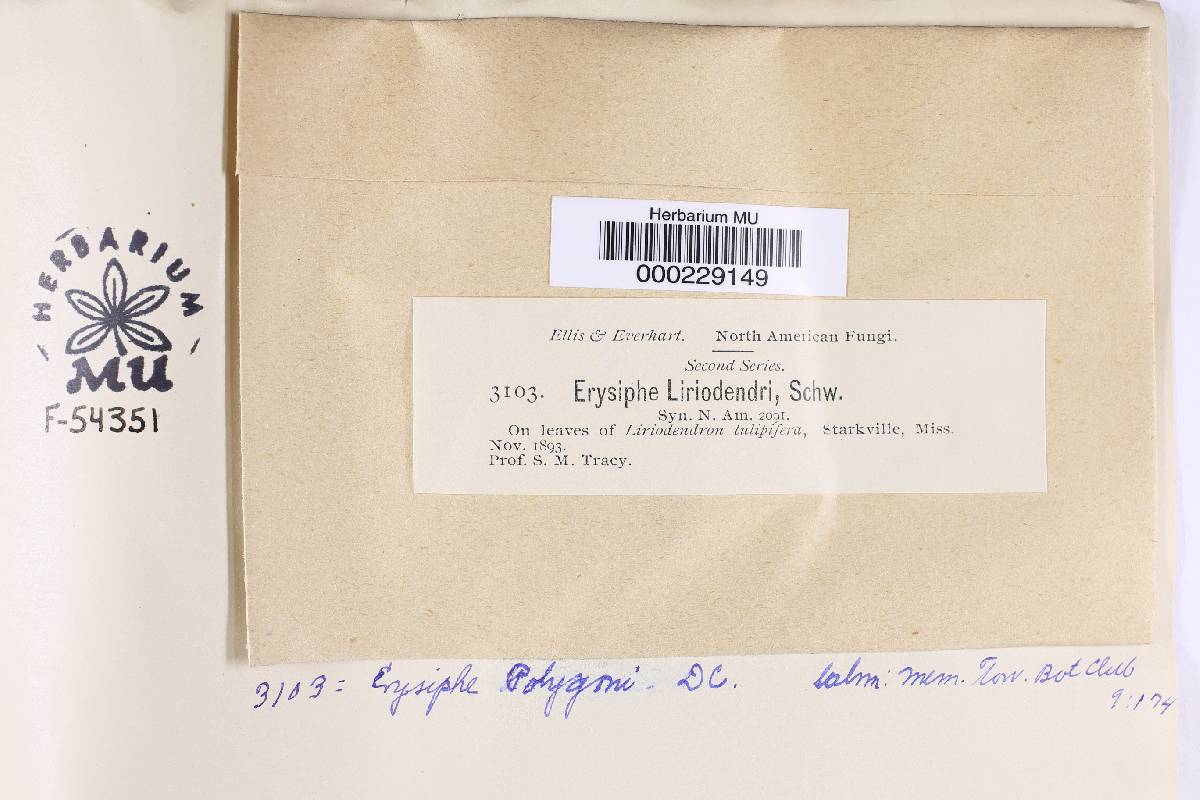 HERBARIUM
MU
F-54351
Herbarium MU
000229149
Ellis & Everhart. North American Fungi.
Second Series.
3103. Erysiphe Liriodendri, Schw.
Syn. N. Am. 2091.
On leaves of Liriodendron tulipifera, Starkville, Miss.
Nov. 1893.
Prof. S. M. Tracy.
3103 = Erysiphe Polygoni. DC. Salm: Mem. Torr. Bot Club
9:174